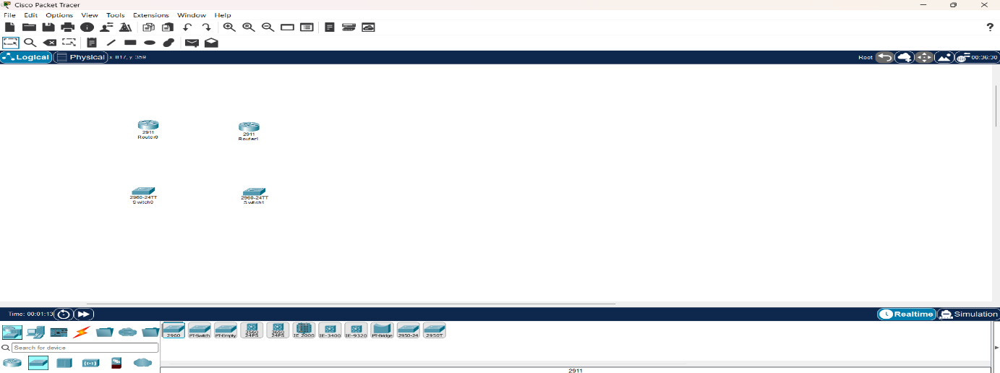 Cisco Packet Tracer
File Edit Options View Tools Extensions Window Help
?
Logical Physical x: 817, y: 359 Root 00:36:30
2911
Router0
2911
Router1
2960-24TT
Switch0
2960-24TT
Switch1
Time: 00:01:13 Realtime Simulation
2960 PT-Switch PT-Empty 3560 24PS 3650 24PS IE 2000 IE-3400 IE-9320 PT-Bridge 2950-24 2950T
Search for device
2911